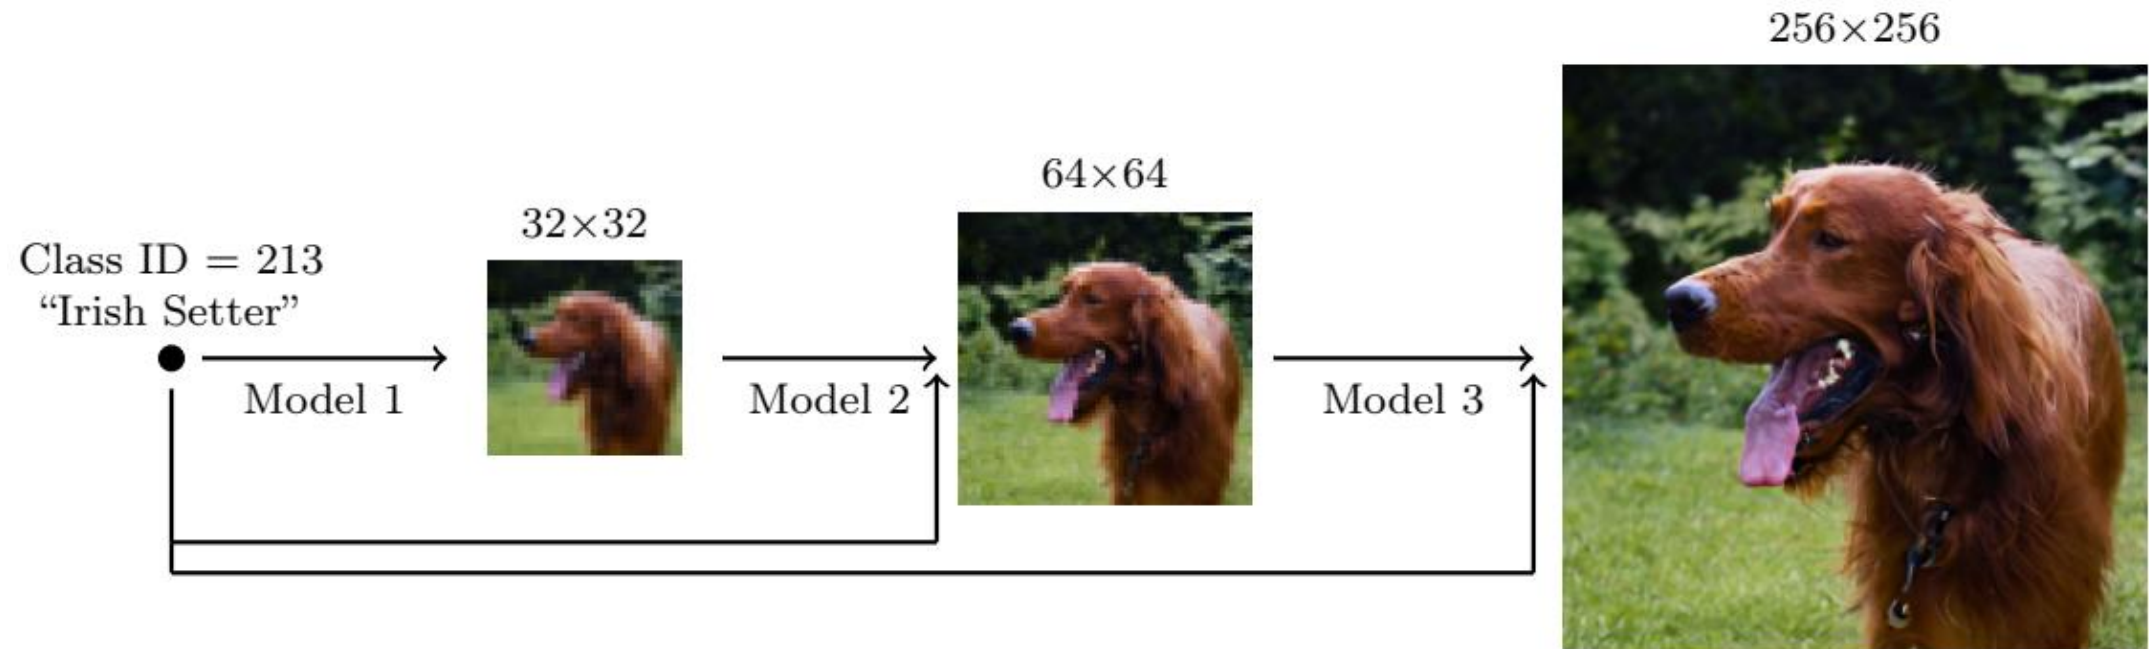 Class ID = 213
“Irish Setter”
Model 1
32×32
Model 2
64×64
Model 3
256×256